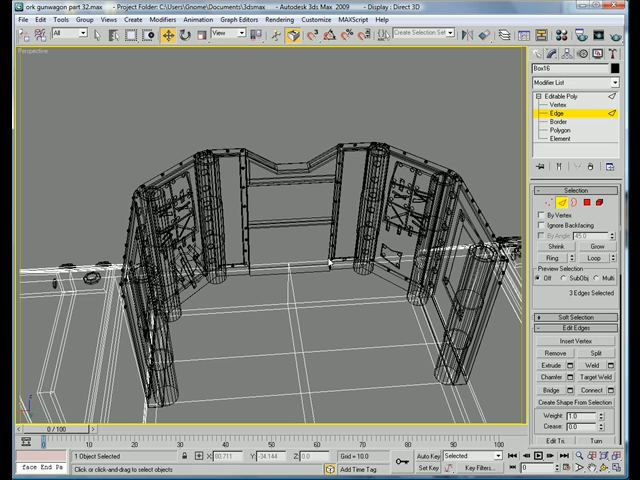 ork gunwagon part 32.max - Project Folder: C:\Users\Gnome\Documents\3dsmax - Autodesk 3ds Max 2009 - Display : Direct 3D
File Edit Tools Group Views Create Modifiers Animation Graph Editors Rendering Customize MAXScript Help
All View Create Selection Set
Perspective
Box16
Modifier List
Editable Poly
Vertex
Edge
Border
Polygon
Element
Selection
By Vertex
Ignore Backfacing
By Angle: 45.0
Shrink Grow
Ring Loop
Preview Selection
Off SubObj Multi
3 Edges Selected
Soft Selection
Edit Edges
Insert Vertex
Remove Split
Extrude Weld
Chamfer Target Weld
Bridge Connect
Create Shape From Selection
Weight: 1.0
Crease: 0.0
Edit Tri. Turn
0 / 100
0 10 20 30 40 50 60 70 80 90 100
1 Object Selected X: 80.711 Y: -34.144 Z: 0.0 Grid = 10.0 Auto Key Selected
face End Pa Click or click-and-drag to select objects Add Time Tag Set Key Key Filters... 0